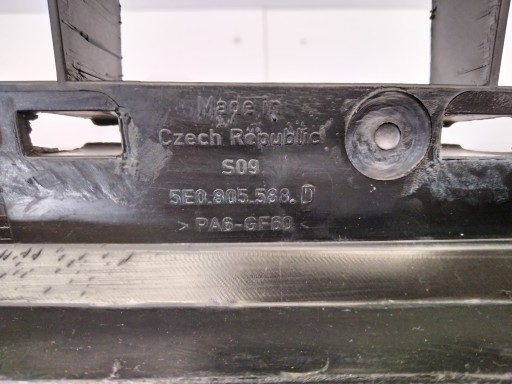 Made in
Czech Republic
S09
5E0.805.588.D
>PA6-GF60<